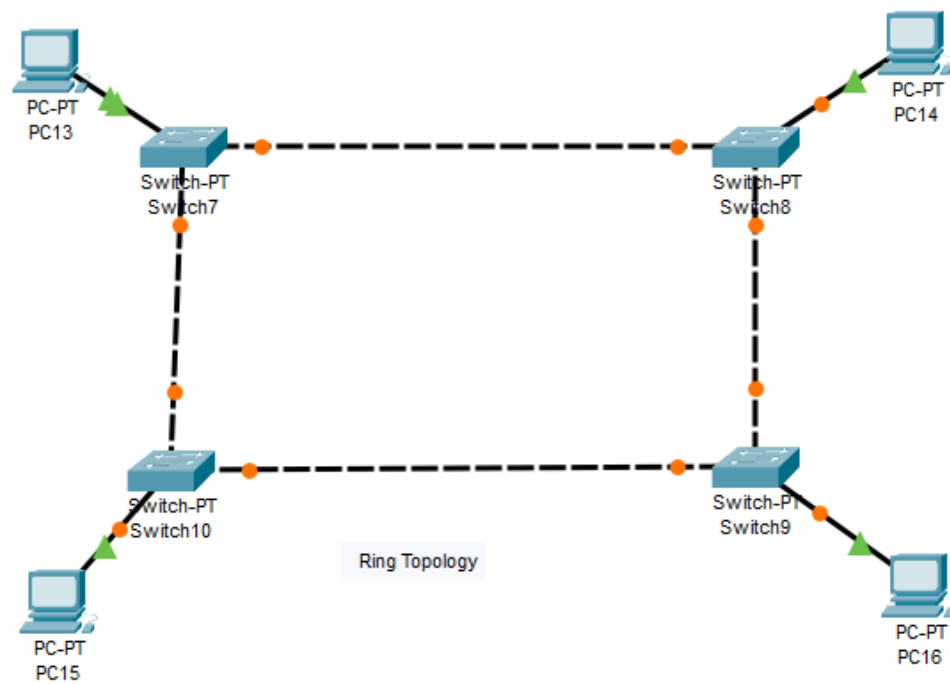 PC-PT
PC13
PC-PT
PC14
Switch-PT
Switch7
Switch-PT
Switch8
Switch-PT
Switch10
Switch-PT
Switch9
Ring Topology
PC-PT
PC15
PC-PT
PC16